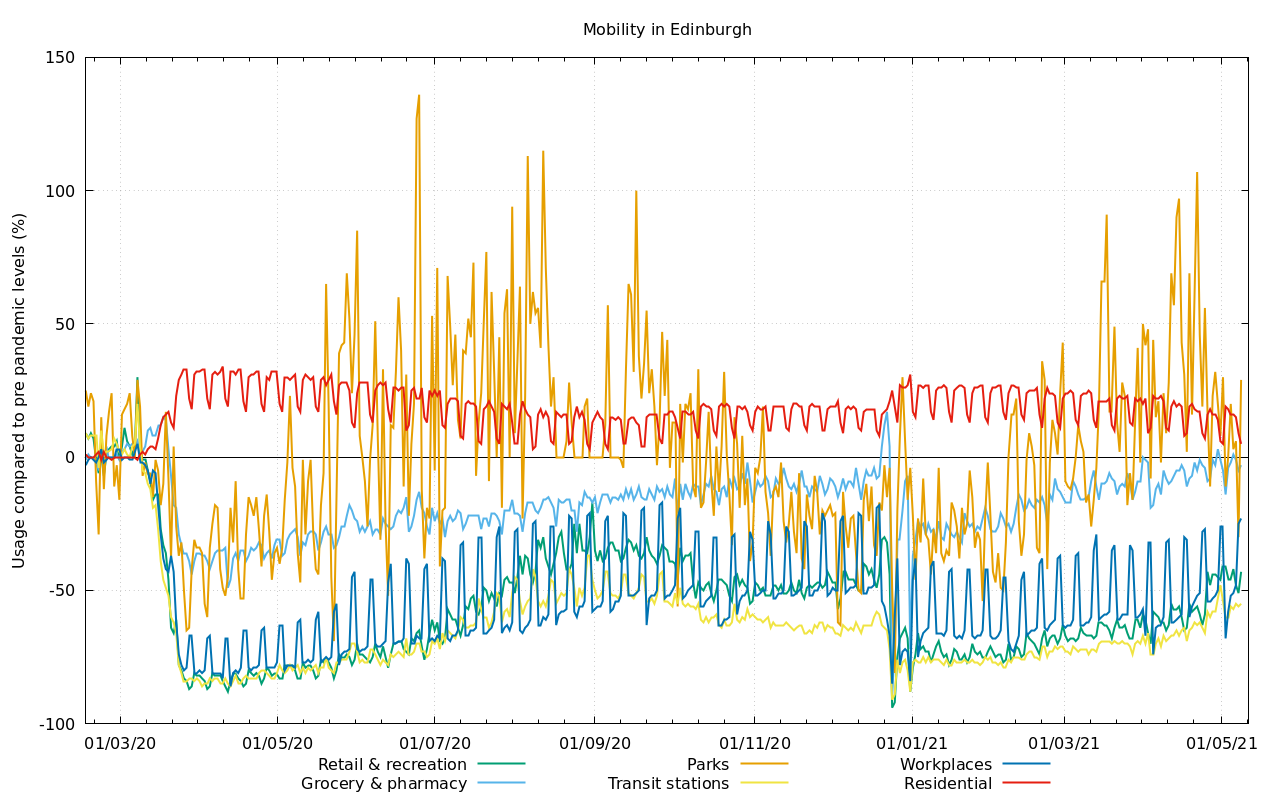 Mobility in Edinburgh
Usage compared to pre pandemic levels (%)
150
100
50
0
-50
-100
01/03/20 01/05/20 01/07/20 01/09/20 01/11/20 01/01/21 01/03/21 01/05/21
Retail & recreation Parks Workplaces
Grocery & pharmacy Transit stations Residential